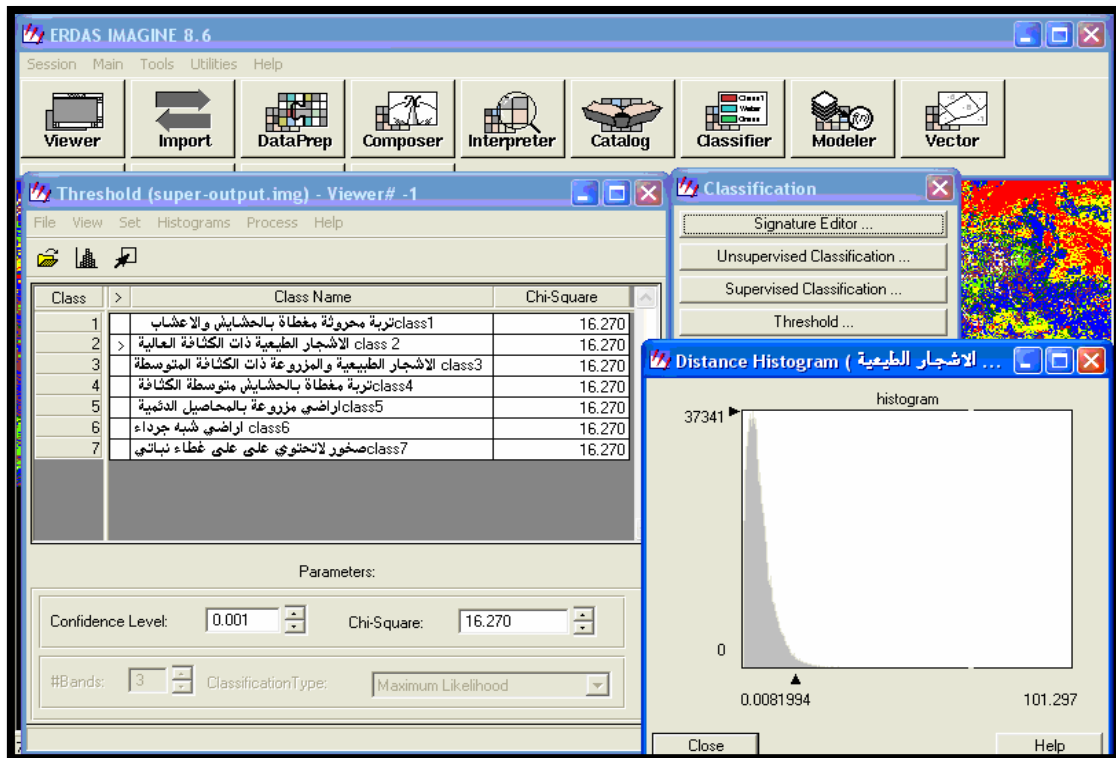 ERDAS IMAGINE 8.6
Session Main Tools Utilities Help
Viewer Import DataPrep Composer Interpreter Catalog Classifier Modeler Vector
Threshold (super-output.img) - Viewer# -1
File View Set Histograms Process Help
Class > Class Name Chi-Square
1 class1تربة محروثة مغطاة بالحشايش والاعشاب 16.270
2 > class 2 الاشجار الطيعية ذات الكثافة العالية 16.270
3 class3 الاشجار الطبيعية والمزروعة ذات الكثافة المتوسطة 16.270
4 class4تربة مغطاة بالحشايش متوسطة الكثافة 16.270
5 class5اراضي مزروعة بالمحاصيل الدئمية 16.270
6 class6 اراضي شبه جرداء 16.270
7 class7صخور لاتحتوي على على غطاء نباتي 16.270
Parameters:
Confidence Level: 0.001 Chi-Square: 16.270
#Bands: 3 ClassificationType: Maximum Likelihood
Classification
Signature Editor ...
Unsupervised Classification ...
Supervised Classification ...
Threshold ...
Distance Histogram ( الاشجار الطيعية ...
histogram
37341
0
0.0081994 101.297
Close Help